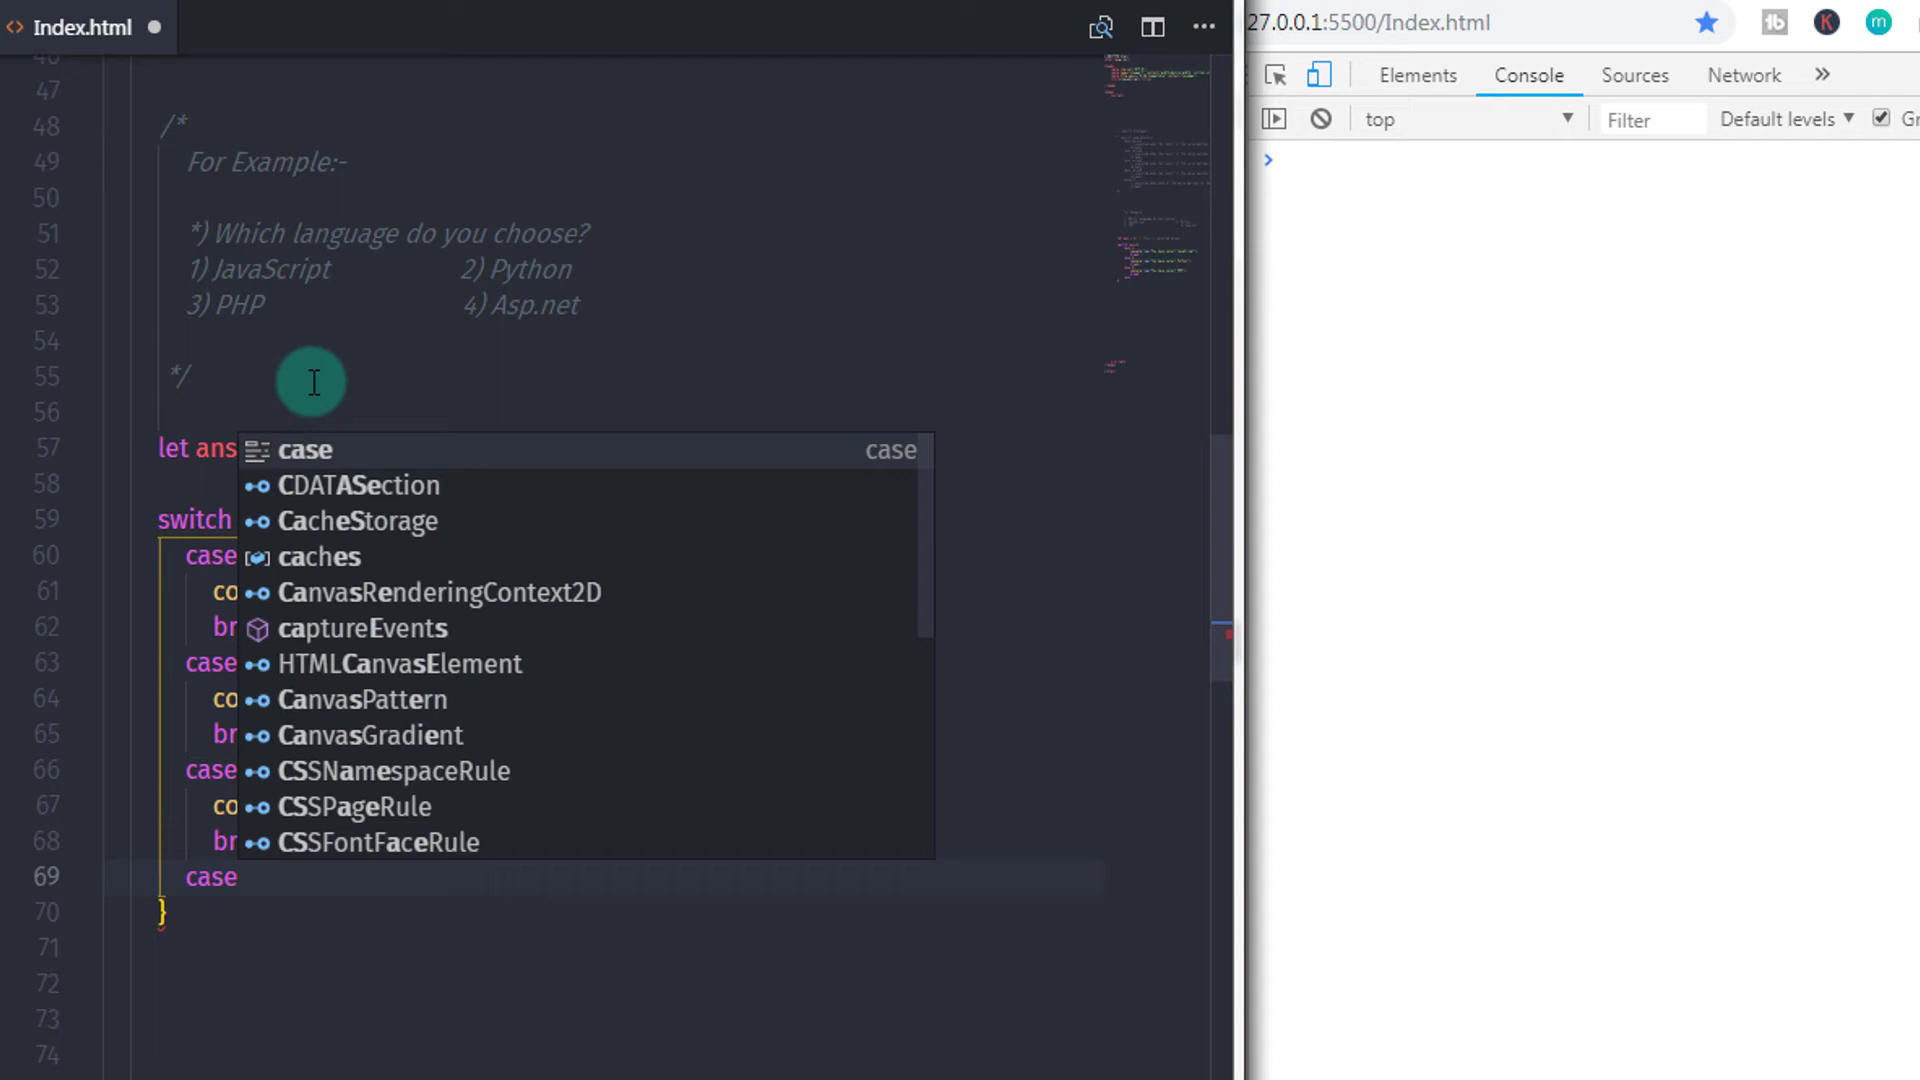 Index.html
27.0.0.1:5500/Index.html
Elements Console Sources Network »
top Filter Default levels Gr
46
47
48 /*
49 For Example:-
50
51 *) Which language do you choose?
52 1) JavaScript 2) Python
53 3) PHP 4) Asp.net
54
55 */
56
57 let ans
58
59 switch
60 case
61 co
62 br
63 case
64 co
65 br
66 case
67 co
68 br
69 case
70 }
71
72
73
74
case case
CDATASection
CacheStorage
caches
CanvasRenderingContext2D
captureEvents
HTMLCanvasElement
CanvasPattern
CanvasGradient
CSSNamespaceRule
CSSPageRule
CSSFontFaceRule